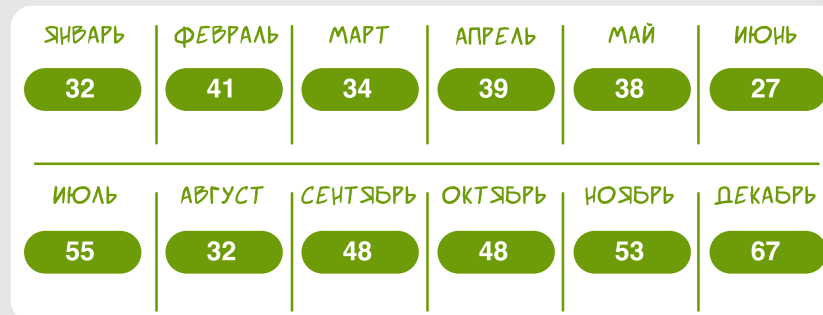 ЯНВАРЬ ФЕВРАЛЬ МАРТ АПРЕЛЬ МАЙ ИЮНЬ
32 41 34 39 38 27
ИЮЛЬ АВГУСТ СЕНТЯБРЬ ОКТЯБРЬ НОЯБРЬ ДЕКАБРЬ
55 32 48 48 53 67